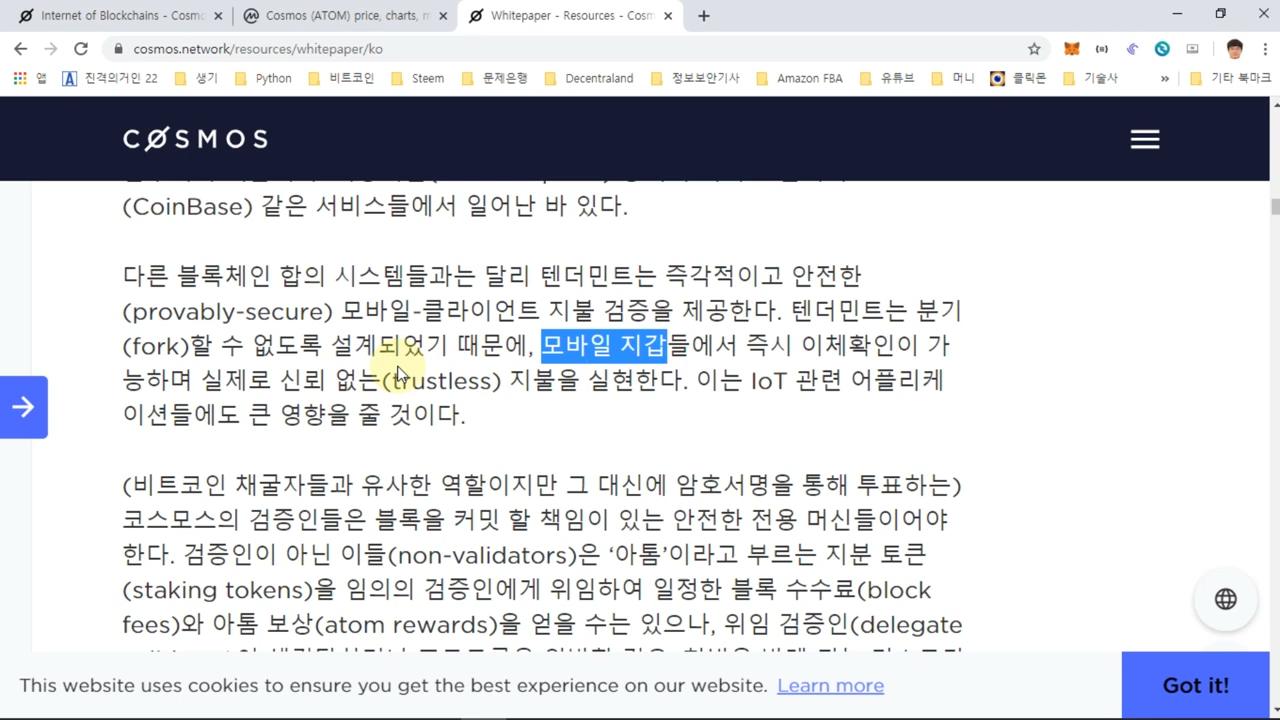 Internet of Blockchains - Cosmo
Cosmos (ATOM) price, charts, m
Whitepaper - Resources - Cosm
cosmos.network/resources/whitepaper/ko
앱
진격의거인 22
생기
Python
비트코인
Steem
문제은행
Decentraland
정보보안기사
Amazon FBA
유튜브
머니
클릭몬
기술사
기타 북마크
COSMOS
(CoinBase) 같은 서비스들에서 일어난 바 있다.
다른 블록체인 합의 시스템들과는 달리 텐더민트는 즉각적이고 안전한
(provably-secure) 모바일-클라이언트 지불 검증을 제공한다. 텐더민트는 분기
(fork)할 수 없도록 설계되었기 때문에, 모바일 지갑들에서 즉시 이체확인이 가
능하며 실제로 신뢰 없는(trustless) 지불을 실현한다. 이는 IoT 관련 어플리케
이션들에도 큰 영향을 줄 것이다.
(비트코인 채굴자들과 유사한 역할이지만 그 대신에 암호서명을 통해 투표하는)
코스모스의 검증인들은 블록을 커밋 할 책임이 있는 안전한 전용 머신들이어야
한다. 검증인이 아닌 이들(non-validators)은 ‘아톰’이라고 부르는 지분 토큰
(staking tokens)을 임의의 검증인에게 위임하여 일정한 블록 수수료(block
fees)와 아톰 보상(atom rewards)을 얻을 수는 있으나, 위임 검증인(delegate
This website uses cookies to ensure you get the best experience on our website. Learn more
Got it!